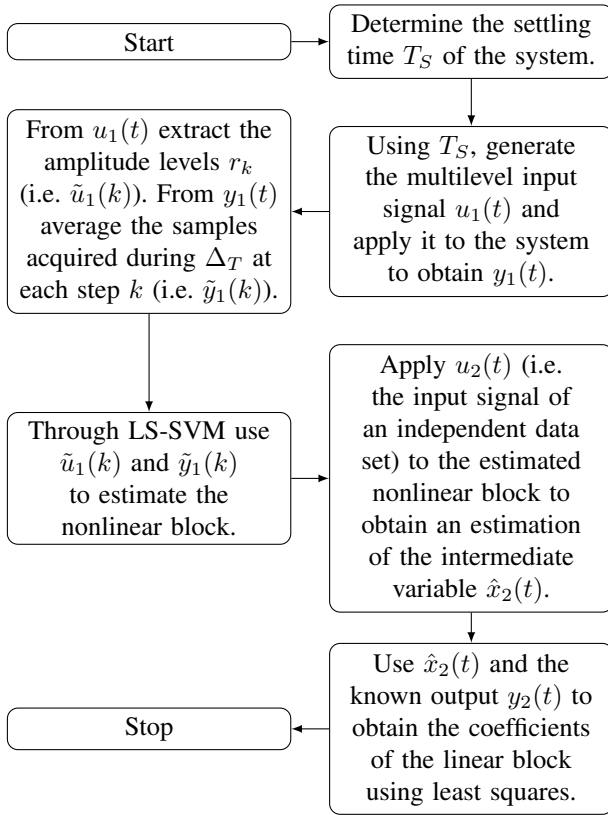 Start
Determine the settling
time T_S of the system.
Using T_S, generate
the multilevel input
signal u_1(t) and
apply it to the system
to obtain y_1(t).
From u_1(t) extract the
amplitude levels r_k
(i.e. ũ_1(k)). From y_1(t)
average the samples
acquired during Δ_T at
each step k (i.e. ỹ_1(k)).
Through LS-SVM use
ũ_1(k) and ỹ_1(k)
to estimate the
nonlinear block.
Apply u_2(t) (i.e.
the input signal of
an independent data
set) to the estimated
nonlinear block to
obtain an estimation
of the intermediate
variable x̂_2(t).
Use x̂_2(t) and the
known output y_2(t) to
obtain the coefficients
of the linear block
using least squares.
Stop